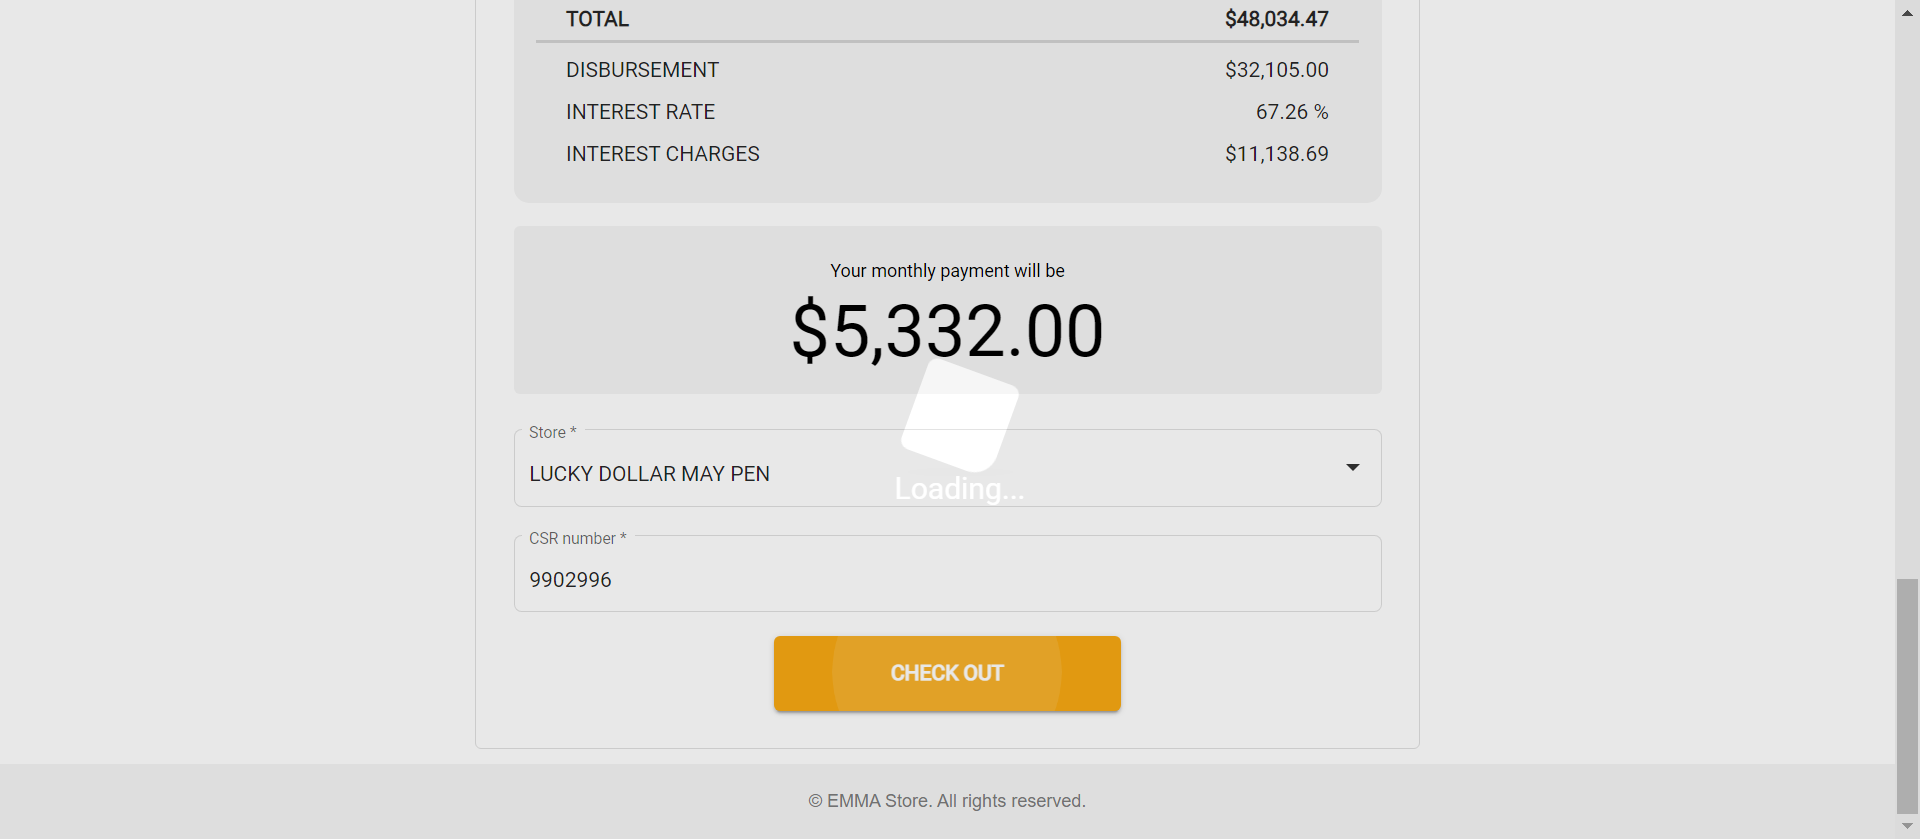 TOTAL $48,034.47
DISBURSEMENT $32,105.00
INTEREST RATE 67.26 %
INTEREST CHARGES $11,138.69
Your monthly payment will be
$5,332.00
Store *
LUCKY DOLLAR MAY PEN
Loading...
CSR number *
9902996
CHECK OUT
© EMMA Store. All rights reserved.